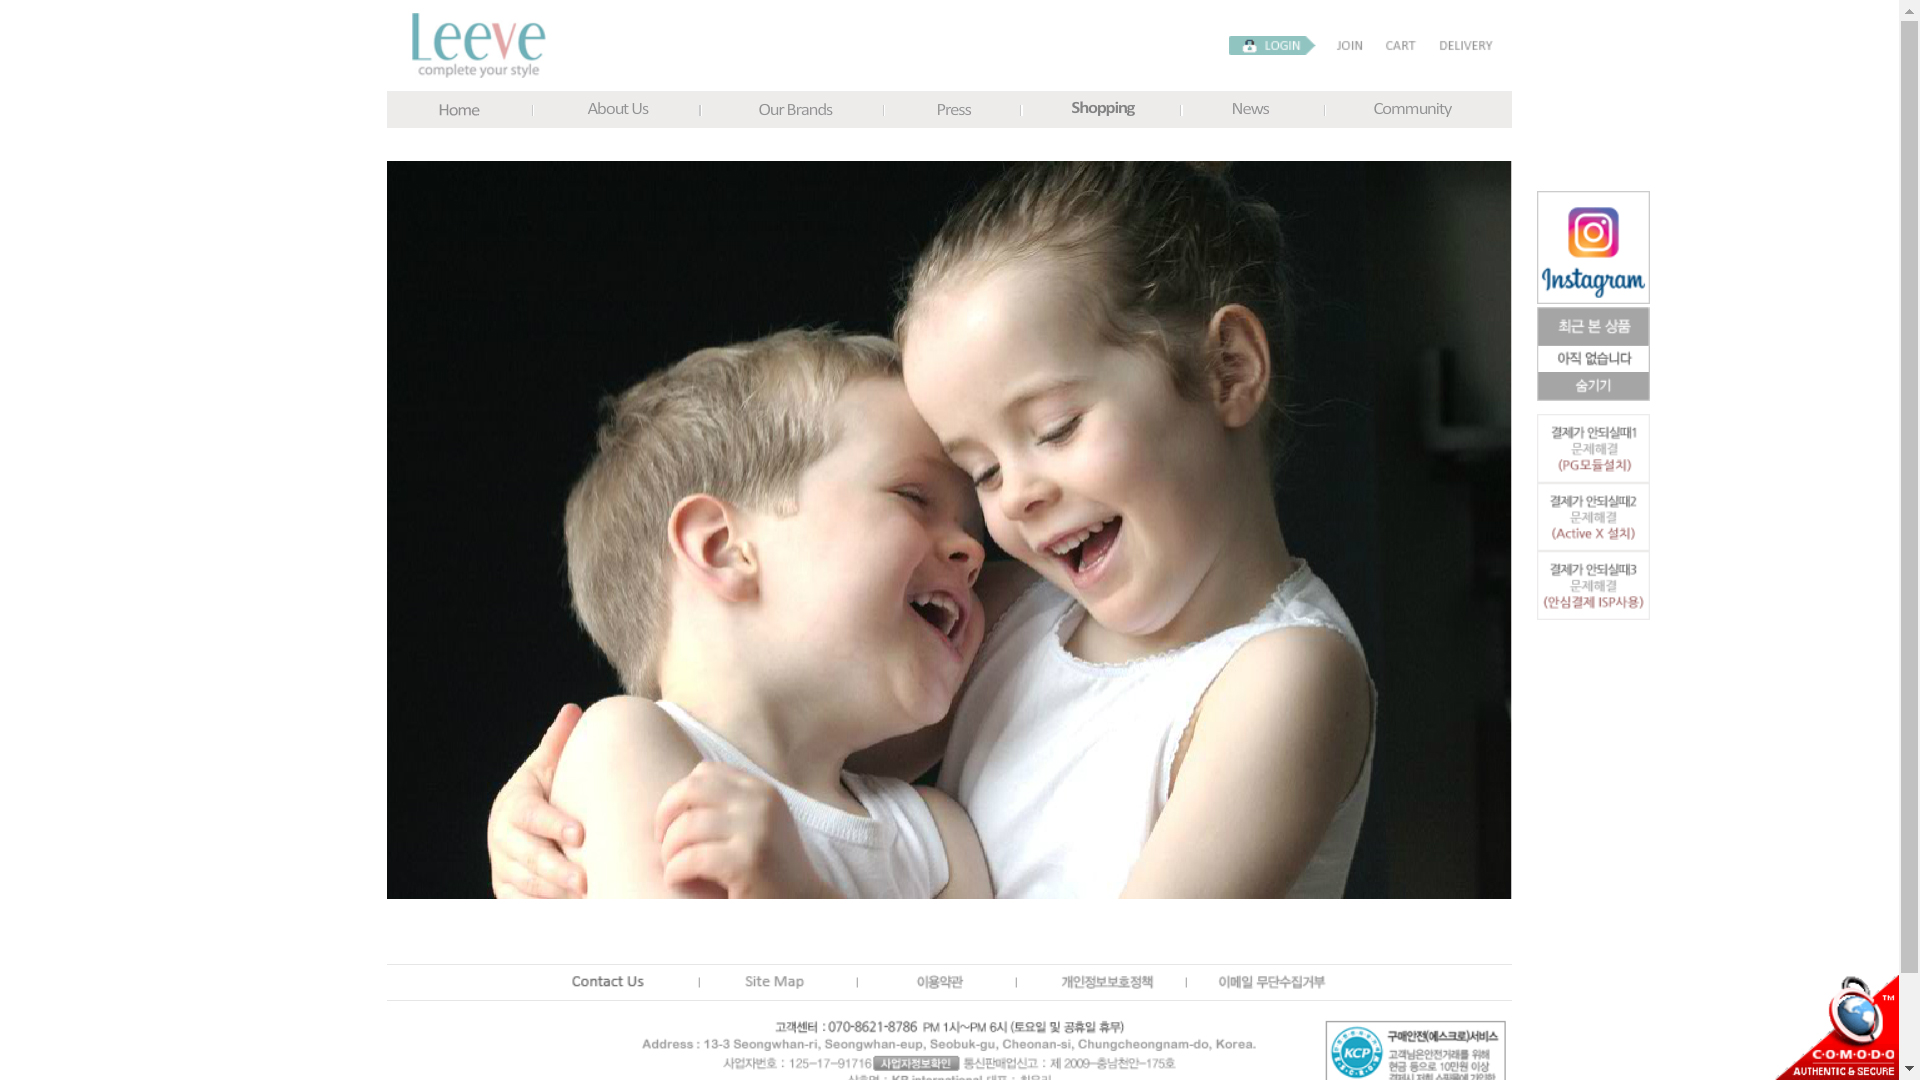 Leeve
complete your style
LOGIN JOIN CART DELIVERY
Home About Us Our Brands Press Shopping News Community
Instagram
최근 본 상품
아직 없습니다
숨기기
결제가 안되실때1
문제해결
(PG모듈설치)
결제가 안되실때2
문제해결
(Active X 설치)
결제가 안되실때3
문제해결
(안심결제 ISP사용)
Contact Us Site Map 이용약관 개인정보보호정책 이메일 무단수집거부
고객센터 : 070-8621-8786 PM 1시~PM 6시 (토요일 및 공휴일 휴무)
Address : 13-3 Seongwhan-ri, Seongwhan-eup, Seobuk-gu, Cheonan-si, Chungcheongnam-do, Korea.
사업자번호 : 125-17-91716 사업자정보확인 통신판매업신고 : 제 2009-충남천안-175호
KCP
구매안전(에스크로)서비스
고객님은안전거래를 위해
현금 등으로 10만원 이상
COMODO
TM
AUTHENTIC & SECURE